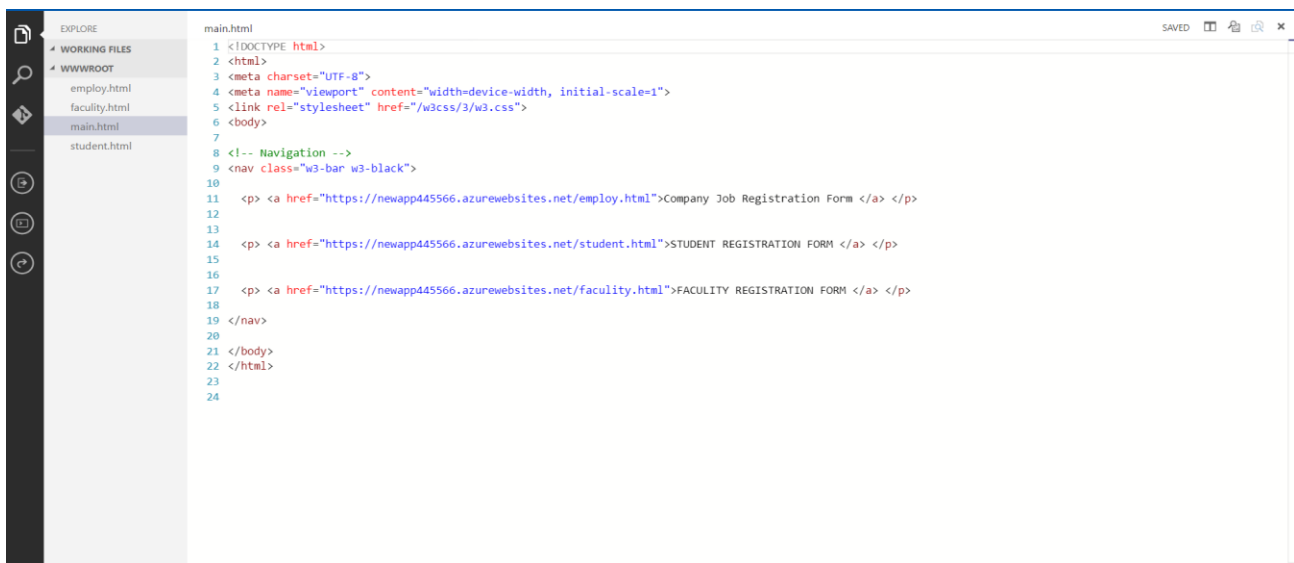 EXPLORE
WORKING FILES
WWWROOT
employ.html
faculity.html
main.html
student.html
main.html
SAVED
1 <!DOCTYPE html>
2 <html>
3 <meta charset="UTF-8">
4 <meta name="viewport" content="width=device-width, initial-scale=1">
5 <link rel="stylesheet" href="/w3css/3/w3.css">
6 <body>
7
8 <!-- Navigation -->
9 <nav class="w3-bar w3-black">
10
11 <p> <a href="https://newapp445566.azurewebsites.net/employ.html">Company Job Registration Form </a> </p>
12
13
14 <p> <a href="https://newapp445566.azurewebsites.net/student.html">STUDENT REGISTRATION FORM </a> </p>
15
16
17 <p> <a href="https://newapp445566.azurewebsites.net/faculity.html">FACULITY REGISTRATION FORM </a> </p>
18
19 </nav>
20
21 </body>
22 </html>
23
24